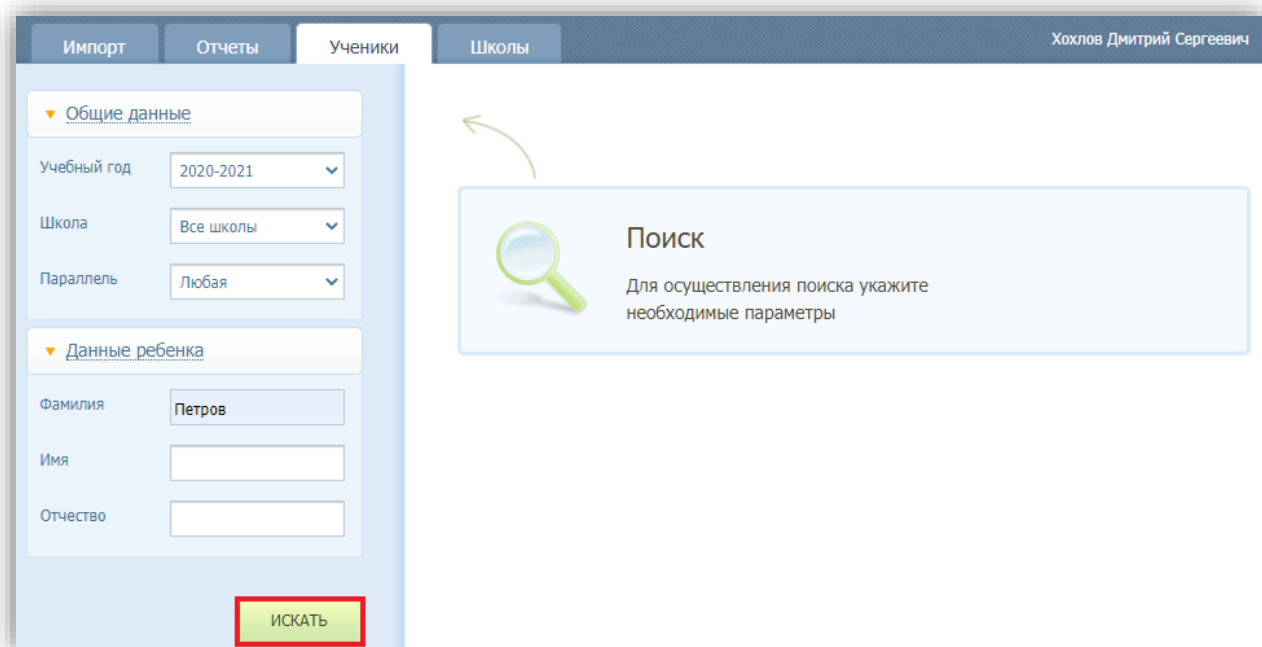 Импорт Отчеты Ученики Школы Хохлов Дмитрий Сергеевич
Общие данные
Учебный год 2020-2021
Школа Все школы
Параллель Любая
Данные ребенка
Фамилия Петров
Имя
Отчество
ИСКАТЬ
Поиск
Для осуществления поиска укажите
необходимые параметры